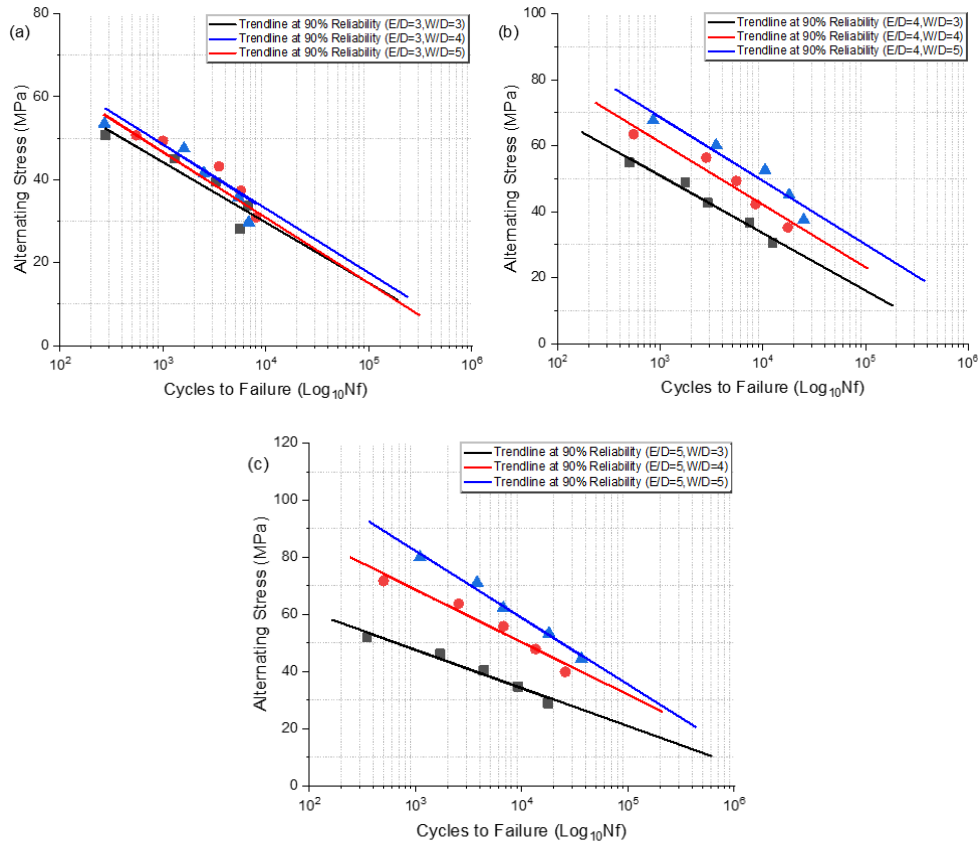 (a)
Trendline at 90% Reliability (E/D=3,W/D=3)
Trendline at 90% Reliability (E/D=3,W/D=4)
Trendline at 90% Reliability (E/D=3,W/D=5)
80
60
40
20
0
Alternating Stress (MPa)
10² 10³ 10⁴ 10⁵ 10⁶
Cycles to Failure (Log₁₀Nf)
(b)
Trendline at 90% Reliability (E/D=4,W/D=3)
Trendline at 90% Reliability (E/D=4,W/D=4)
Trendline at 90% Reliability (E/D=4,W/D=5)
100
80
60
40
20
0
Alternating Stress (MPa)
10² 10³ 10⁴ 10⁵ 10⁶
Cycles to Failure (Log₁₀Nf)
(c)
Trendline at 90% Reliability (E/D=5,W/D=3)
Trendline at 90% Reliability (E/D=5,W/D=4)
Trendline at 90% Reliability (E/D=5,W/D=5)
120
100
80
60
40
20
0
Alternating Stress (MPa)
10² 10³ 10⁴ 10⁵ 10⁶
Cycles to Failure (Log₁₀Nf)